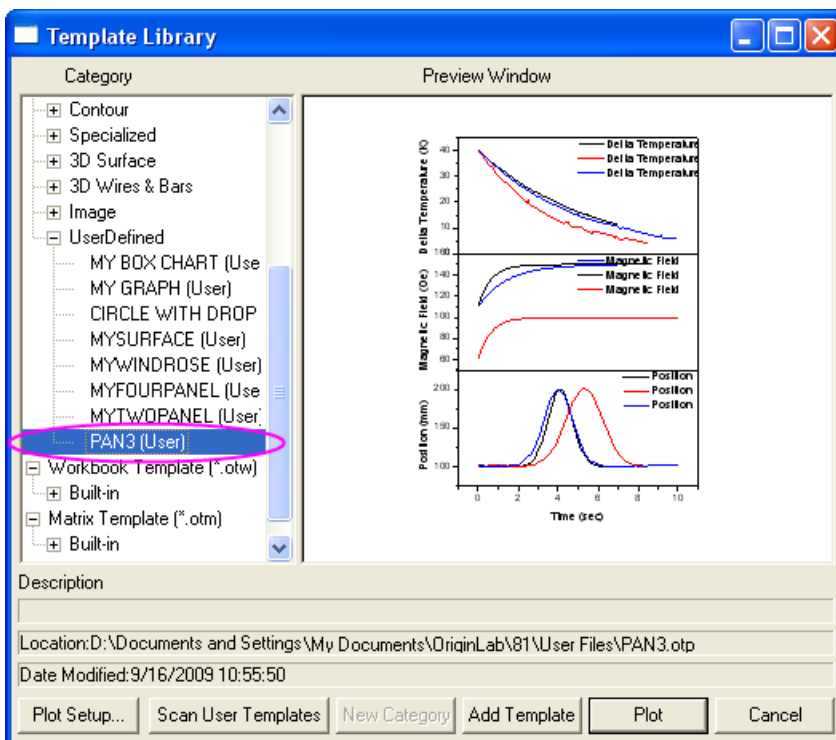 Template Library
Category
Preview Window
Contour
Specialized
3D Surface
3D Wires & Bars
Image
UserDefined
MY BOX CHART (Use
MY GRAPH (User)
CIRCLE WITH DROP
MYSURFACE (User)
MYWINDROSE (User)
MYFOURPANEL (Use
MYTWOPANEL (User)
PAN3 (User)
Workbook Template (*.otw)
Built-in
Matrix Template (*.otm)
Built-in
Delta Temperature (K)
40
30
20
10
Delta Temperature
Delta Temperature
Delta Temperature
Magnetic Field (Oe)
160
140
120
100
80
60
Magnetic Field
Magnetic Field
Magnetic Field
Position (mm)
200
150
100
Position
Position
Position
0 2 4 6 8 10
Time (sec)
Description
Location:D:\Documents and Settings\My Documents\OriginLab\81\User Files\PAN3.otp
Date Modified:9/16/2009 10:55:50
Plot Setup... Scan User Templates New Category Add Template Plot Cancel